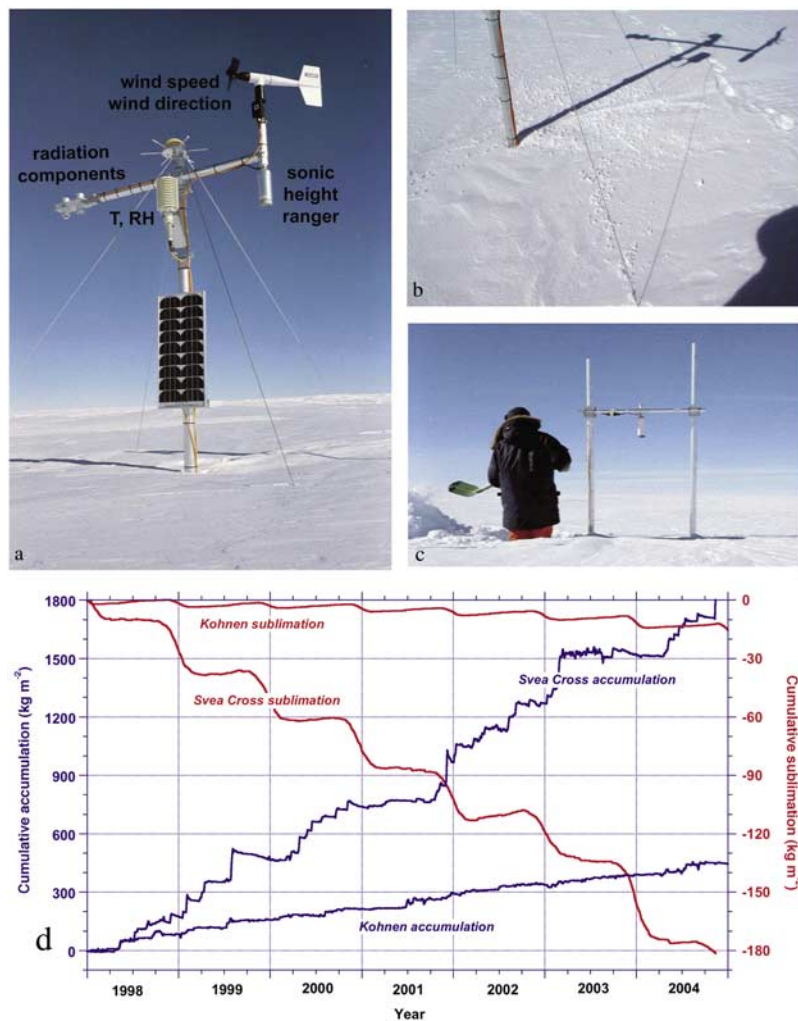 wind speed
wind direction
radiation
components
T, RH
sonic
height
ranger
a
b
c
1800
1500
1200
900
600
300
0
Cumulative accumulation (kg m⁻²)
Kohnen sublimation
Svea Cross sublimation
Svea Cross accumulation
Kohnen accumulation
0
-30
-60
-90
-130
-150
-180
Cumulative sublimation (kg m⁻²)
d
1998
1999
2000
2001
2002
2003
2004
Year